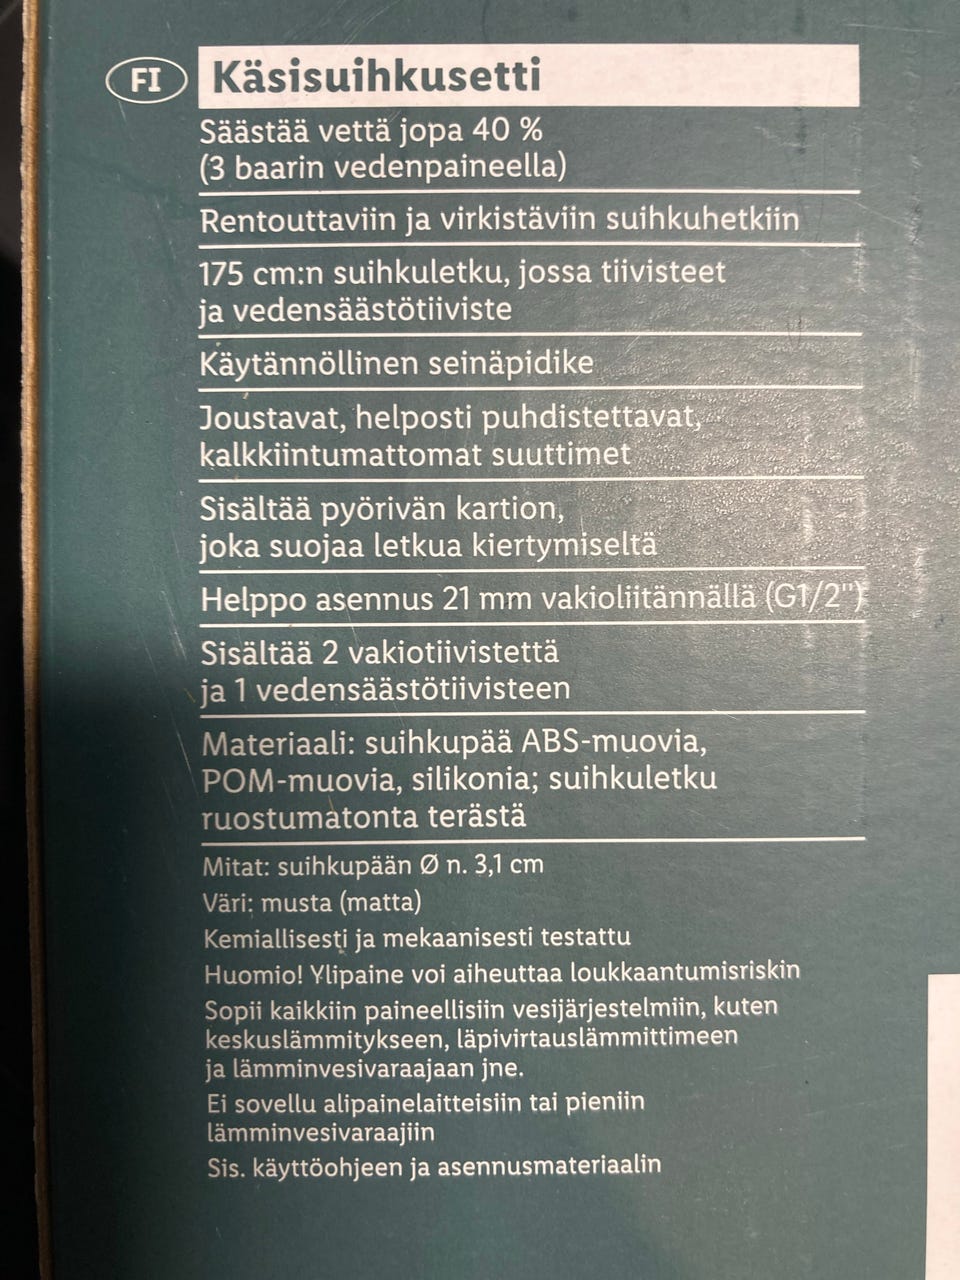 FI
Käsisuihkusetti
Säästää vettä jopa 40 %
(3 baarin vedenpaineella)
Rentouttaviin ja virkistäviin suihkuhetkiin
175 cm:n suihkuletku, jossa tiivisteet
ja vedensäästötiiviste
Käytännöllinen seinäpidike
Joustavat, helposti puhdistettavat,
kalkkiintumattomat suuttimet
Sisältää pyörivän kartion,
joka suojaa letkua kiertymiseltä
Helppo asennus 21 mm vakioliitännällä (G1/2")
Sisältää 2 vakiotiivistettä
ja 1 vedensäästötiivisteen
Materiaali: suihkupää ABS-muovia,
POM-muovia, silikonia; suihkuletku
ruostumatonta terästä
Mitat: suihkupään Ø n. 3,1 cm
Väri: musta (matta)
Kemiallisesti ja mekaanisesti testattu
Huomio! Ylipaine voi aiheuttaa loukkaantumisriskin
Sopii kaikkiin paineellisiin vesijärjestelmiin, kuten
keskuslämmitykseen, läpivirtauslämmittimeen
ja lämminvesivaraajaan jne.
Ei sovellu alipainelaitteisiin tai pieniin
lämminvesivaraajiin
Sis. käyttöohjeen ja asennusmateriaalin